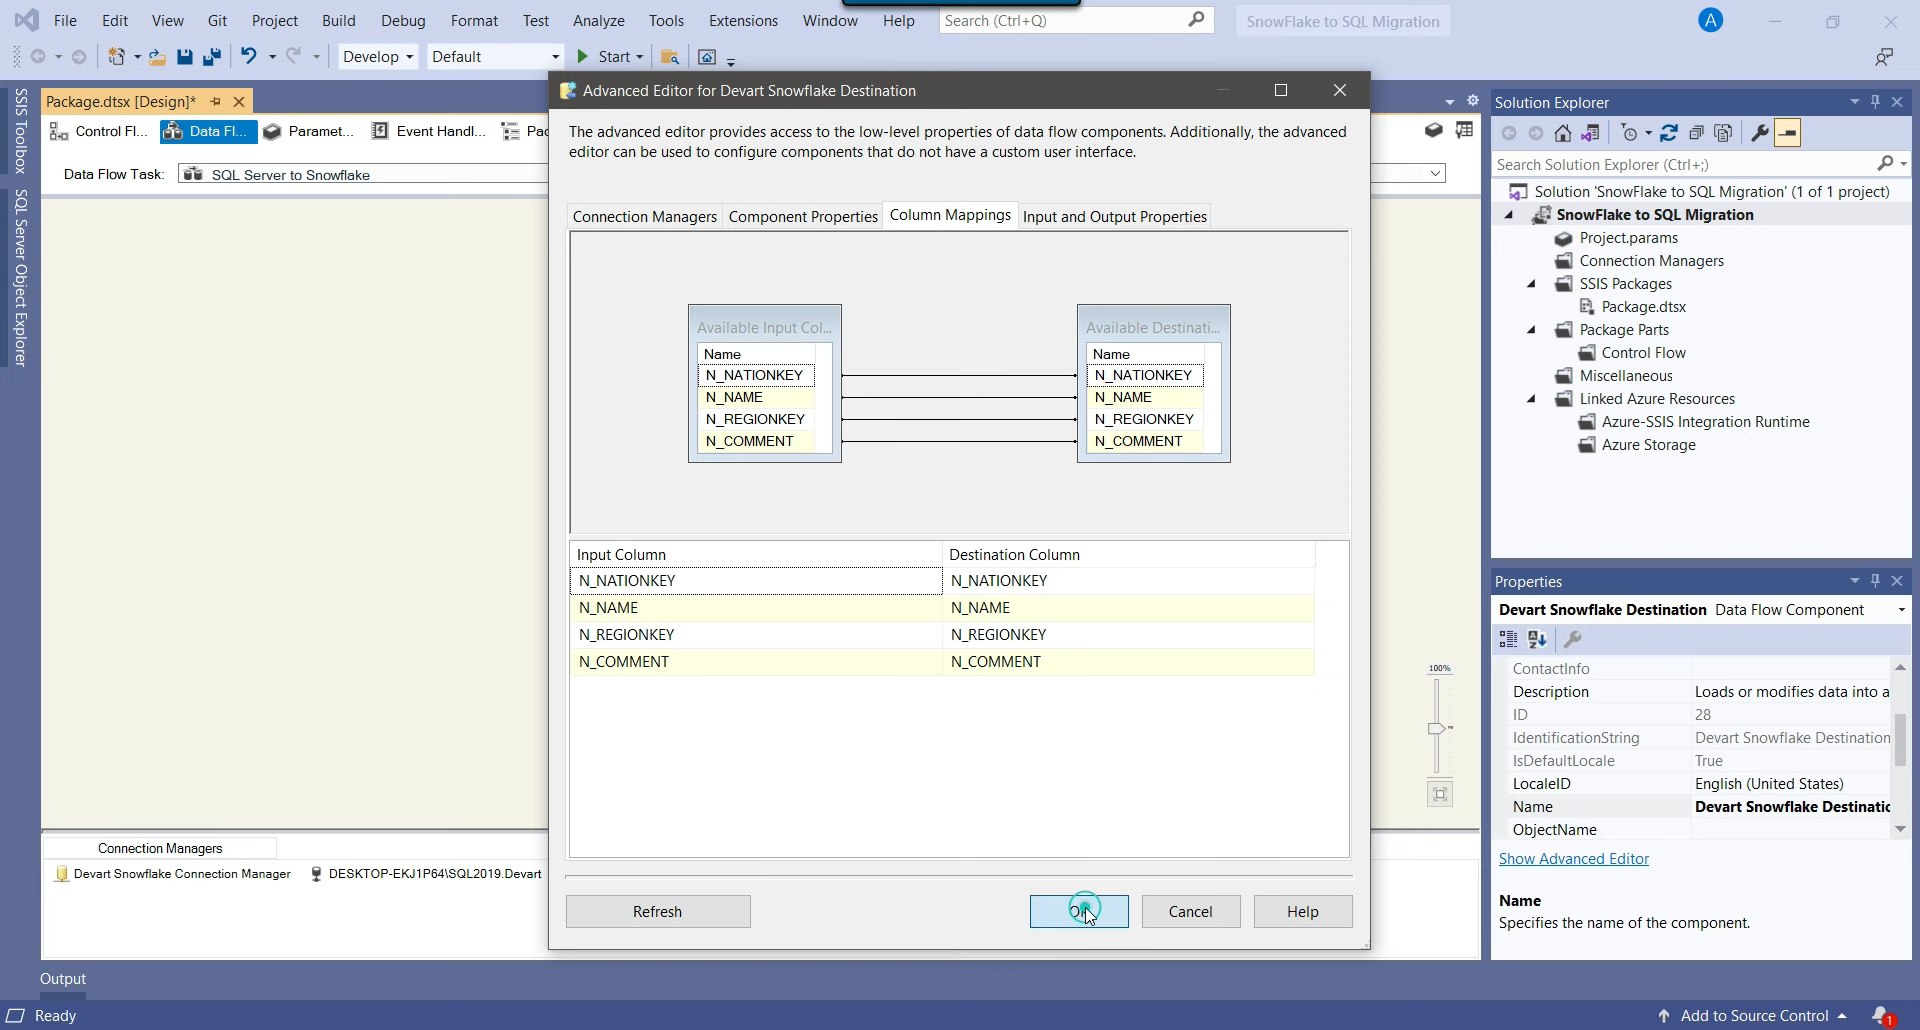 File Edit View Git Project Build Debug Format Test Analyze Tools Extensions Window Help Search (Ctrl+Q) SnowFlake to SQL Migration A
Develop Default Start
SSIS Toolbox
SQL Server Object Explorer
Package.dtsx [Design]*
Control Fl... Data Fl... Paramet... Event Handl... Pac
Data Flow Task: SQL Server to Snowflake
Advanced Editor for Devart Snowflake Destination
The advanced editor provides access to the low-level properties of data flow components. Additionally, the advanced
editor can be used to configure components that do not have a custom user interface.
Connection Managers Component Properties Column Mappings Input and Output Properties
Available Input Col...
Name
N_NATIONKEY
N_NAME
N_REGIONKEY
N_COMMENT
Available Destinati...
Name
N_NATIONKEY
N_NAME
N_REGIONKEY
N_COMMENT
Input Column Destination Column
N_NATIONKEY N_NATIONKEY
N_NAME N_NAME
N_REGIONKEY N_REGIONKEY
N_COMMENT N_COMMENT
Refresh Cancel Help
100%
Connection Managers
Devart Snowflake Connection Manager DESKTOP-EKJ1P64\SQL2019.Devart
Solution Explorer
Search Solution Explorer (Ctrl+;)
Solution 'SnowFlake to SQL Migration' (1 of 1 project)
SnowFlake to SQL Migration
Project.params
Connection Managers
SSIS Packages
Package.dtsx
Package Parts
Control Flow
Miscellaneous
Linked Azure Resources
Azure-SSIS Integration Runtime
Azure Storage
Properties
Devart Snowflake Destination Data Flow Component
ContactInfo
Description Loads or modifies data into a
ID 28
IdentificationString Devart Snowflake Destination
IsDefaultLocale True
LocaleID English (United States)
Name Devart Snowflake Destinatic
ObjectName
Show Advanced Editor
Name
Specifies the name of the component.
Output
Ready Add to Source Control 1